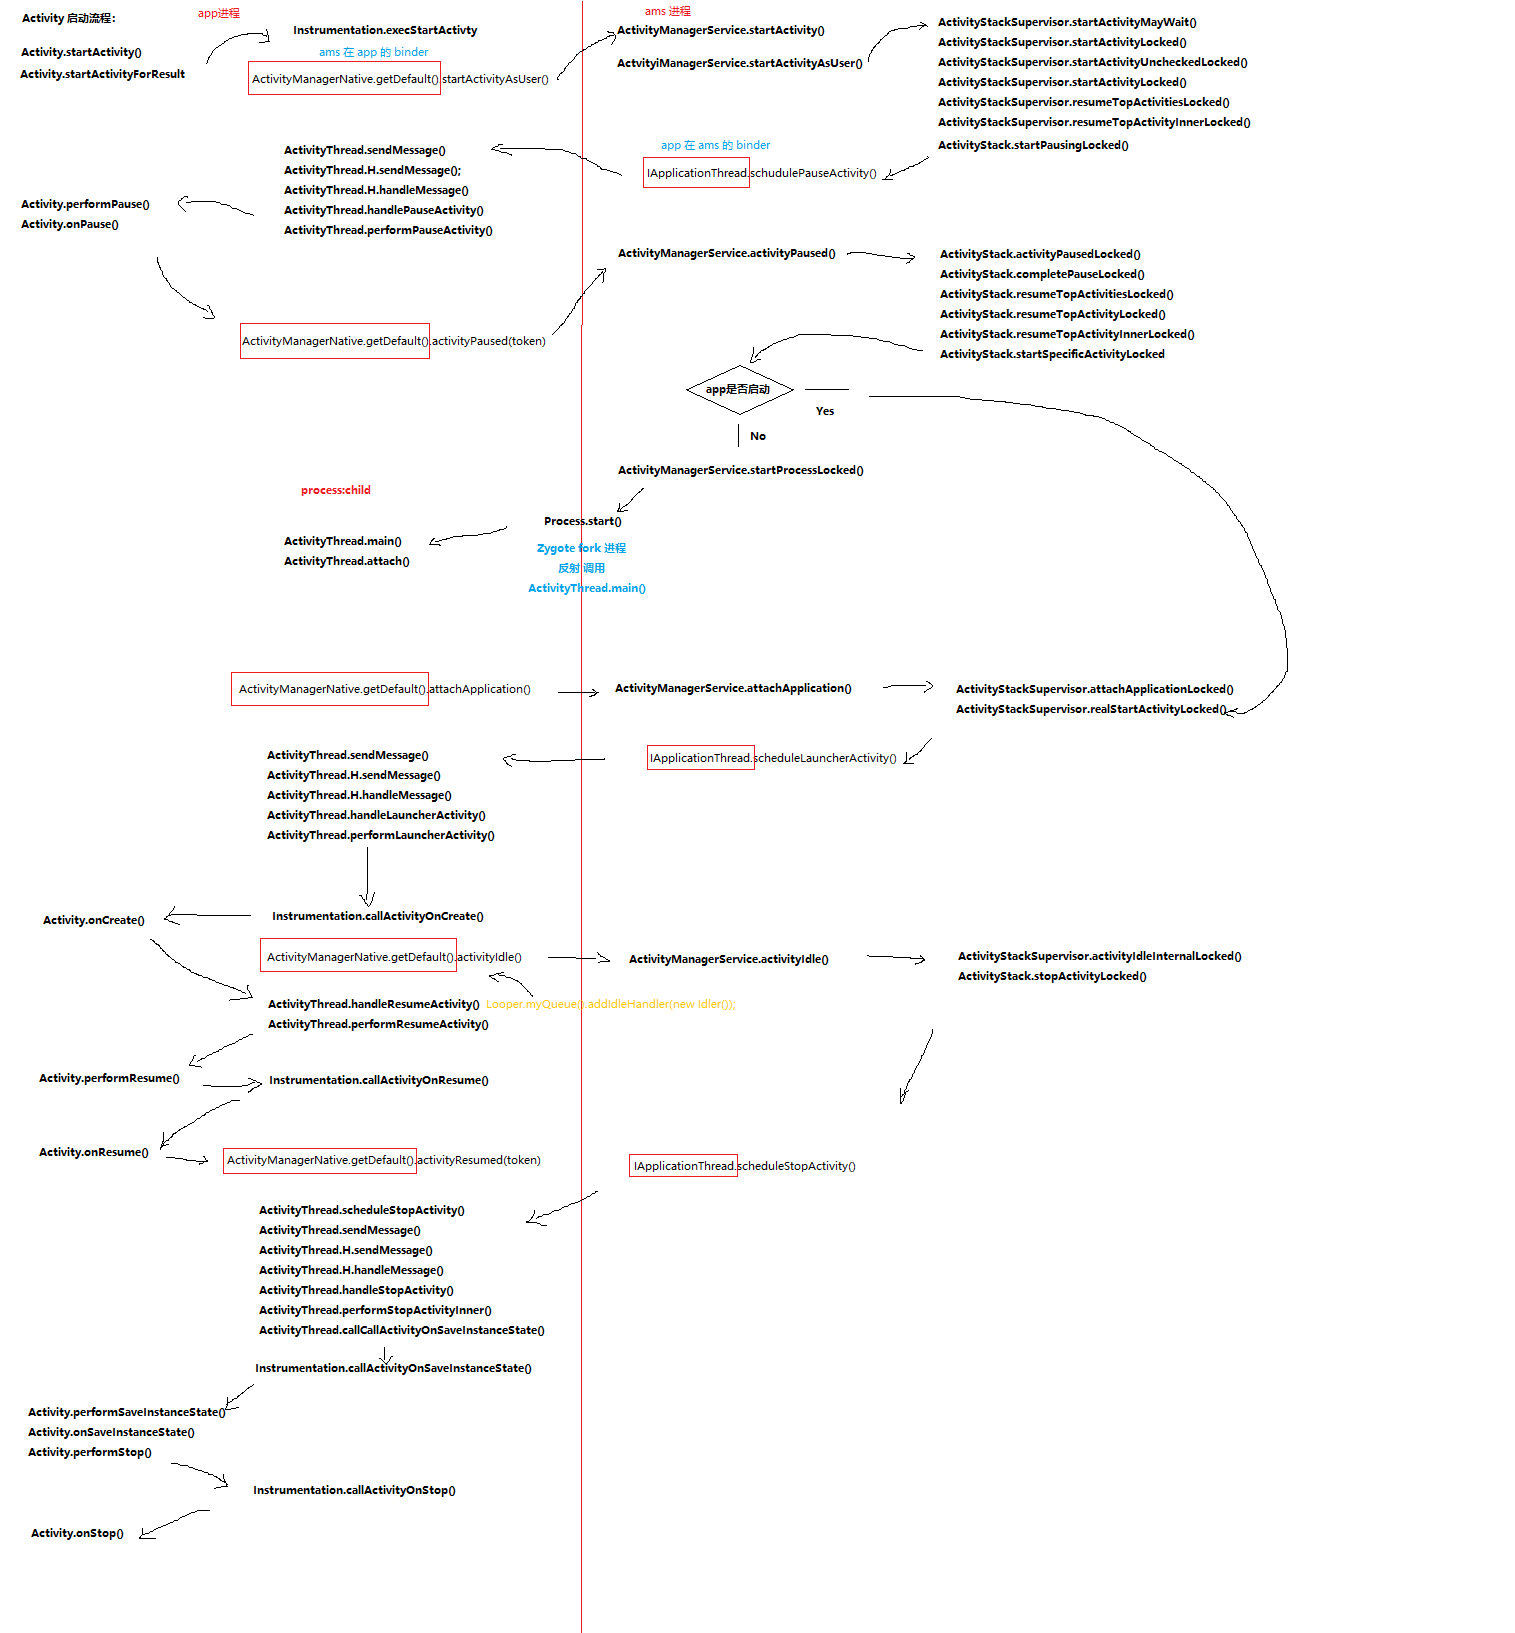 Activity 启动流程：
app进程
ams 进程
Activity.startActivity()
Activity.startActivityForResult
Instrumentation.execStartActivty
ams 在 app 的 binder
ActivityManagerNative.getDefault().startActivityAsUser()
ActivityManagerService.startActivity()
ActvityiManagerService.startActivityAsUser()
ActivityStackSupervisor.startActivityMayWait()
ActivityStackSupervisor.startActivityLocked()
ActivityStackSupervisor.startActivityUncheckedLocked()
ActivityStackSupervisor.startActivityLocked()
ActivityStackSupervisor.resumeTopActivitiesLocked()
ActivityStackSupervisor.resumeTopActivityInnerLocked()
ActivityStack.startPausingLocked()
app 在 ams 的 binder
IApplicationThread.schudulePauseActivity()
ActivityThread.sendMessage()
ActivityThread.H.sendMessage();
ActivityThread.H.handleMessage()
ActivityThread.handlePauseActivity()
ActivityThread.performPauseActivity()
Activity.performPause()
Activity.onPause()
ActivityManagerNative.getDefault().activityPaused(token)
ActivityManagerService.activityPaused()
ActivityStack.activityPausedLocked()
ActivityStack.completePauseLocked()
ActivityStack.resumeTopActivitiesLocked()
ActivityStack.resumeTopActivityLocked()
ActivityStack.resumeTopActivityInnerLocked()
ActivityStack.startSpecificActivityLocked
app是否启动
Yes
No
ActivityManagerService.startProcessLocked()
process:child
Process.start()
Zygote fork 进程
反射 调用
ActivityThread.main()
ActivityThread.main()
ActivityThread.attach()
ActivityManagerNative.getDefault().attachApplication()
ActivityManagerService.attachApplication()
ActivityStackSupervisor.attachApplicationLocked()
ActivityStackSupervisor.realStartActivityLocked()
IApplicationThread.scheduleLauncherActivity()
ActivityThread.sendMessage()
ActivityThread.H.sendMessage()
ActivityThread.H.handleMessage()
ActivityThread.handleLauncherActivity()
ActivityThread.performLauncherActivity()
Instrumentation.callActivityOnCreate()
Activity.onCreate()
ActivityManagerNative.getDefault().activityIdle()
ActivityManagerService.activityIdle()
ActivityStackSupervisor.activityIdleInternalLocked()
ActivityStack.stopActivityLocked()
ActivityThread.handleResumeActivity()
Looper.myQueue().addIdleHandler(new Idler());
ActivityThread.performResumeActivity()
Activity.performResume()
Instrumentation.callActivityOnResume()
Activity.onResume()
ActivityManagerNative.getDefault().activityResumed(token)
IApplicationThread.scheduleStopActivity()
ActivityThread.scheduleStopActivity()
ActivityThread.sendMessage()
ActivityThread.H.sendMessage()
ActivityThread.H.handleMessage()
ActivityThread.handleStopActivity()
ActivityThread.performStopActivityInner()
ActivityThread.callCallActivityOnSaveInstanceState()
Instrumentation.callActivityOnSaveInstanceState()
Activity.performSaveInstanceState()
Activity.onSaveInstanceState()
Activity.performStop()
Instrumentation.callActivityOnStop()
Activity.onStop()